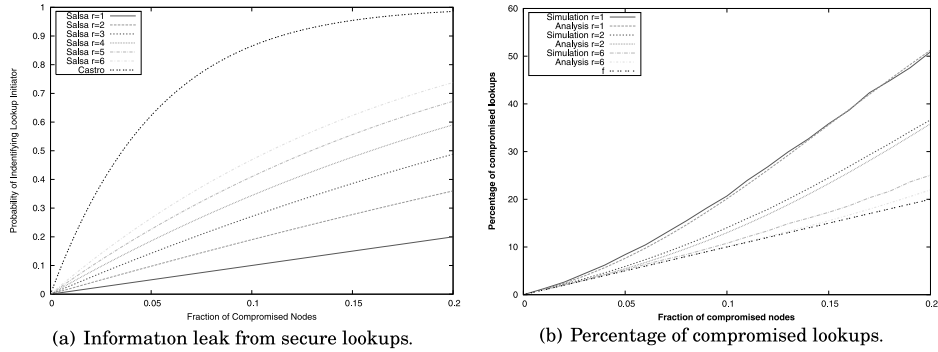 Salsa r=1
Salsa r=2
Salsa r=3
Salsa r=4
Salsa r=5
Salsa r=6
Castro
Probability of Indentifying Lookup Initiator
1
0.9
0.8
0.7
0.6
0.5
0.4
0.3
0.2
0.1
0
0 0.05 0.1 0.15 0.2
Fraction of Compromised Nodes
(a) Information leak from secure lookups.
Simulation r=1
Analysis r=1
Simulation r=2
Analysis r=2
Simulation r=6
Analysis r=6
f
Percentage of compromised lookups
60
50
40
30
20
10
0
0 0.05 0.1 0.15 0.2
Fraction of compromised nodes
(b) Percentage of compromised lookups.